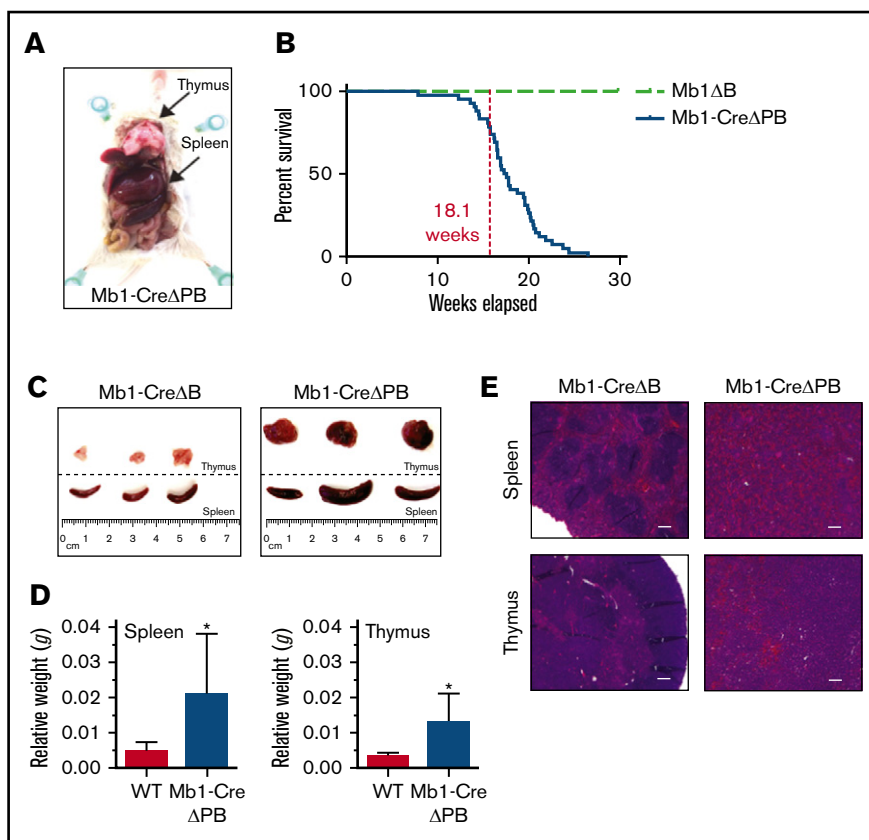 A
Thymus
Spleen
Mb1-CreΔPB
B
Percent survival
100
50
0
0 10 20 30
Weeks elapsed
18.1
weeks
Mb1ΔB
Mb1-CreΔPB
C
Mb1-CreΔB
Thymus
Spleen
0 1 2 3 4 5 6 7
cm
Mb1-CreΔPB
Thymus
Spleen
0 1 2 3 4 5 6 7
cm
D
Relative weight (g)
0.04
0.03
0.02
0.01
0.00
Spleen
*
WT Mb1-Cre
ΔPB
Relative weight (g)
0.04
0.03
0.02
0.01
0.00
Thymus
*
WT Mb1-Cre
ΔPB
E
Mb1-CreΔB Mb1-CreΔPB
Spleen
Thymus